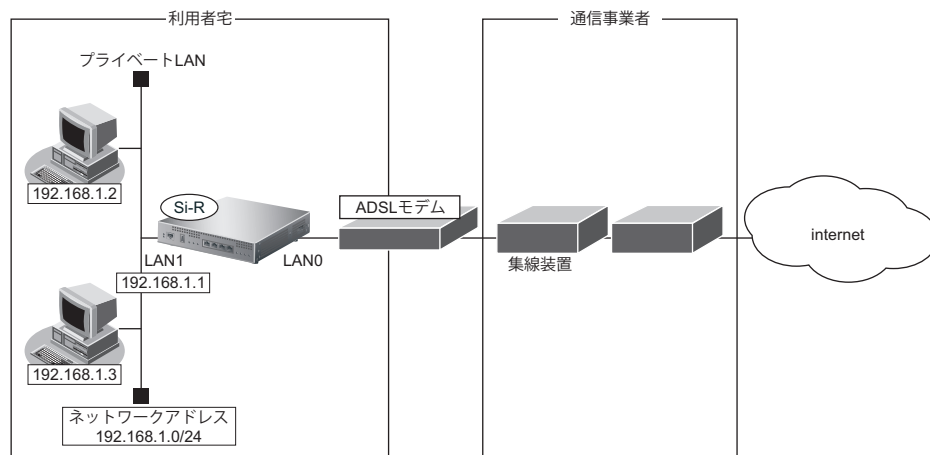 利用者宅
通信事業者
プライベートLAN
192.168.1.2
Si-R
ADSLモデム
LAN1
LAN0
192.168.1.1
集線装置
internet
192.168.1.3
ネットワークアドレス
192.168.1.0/24